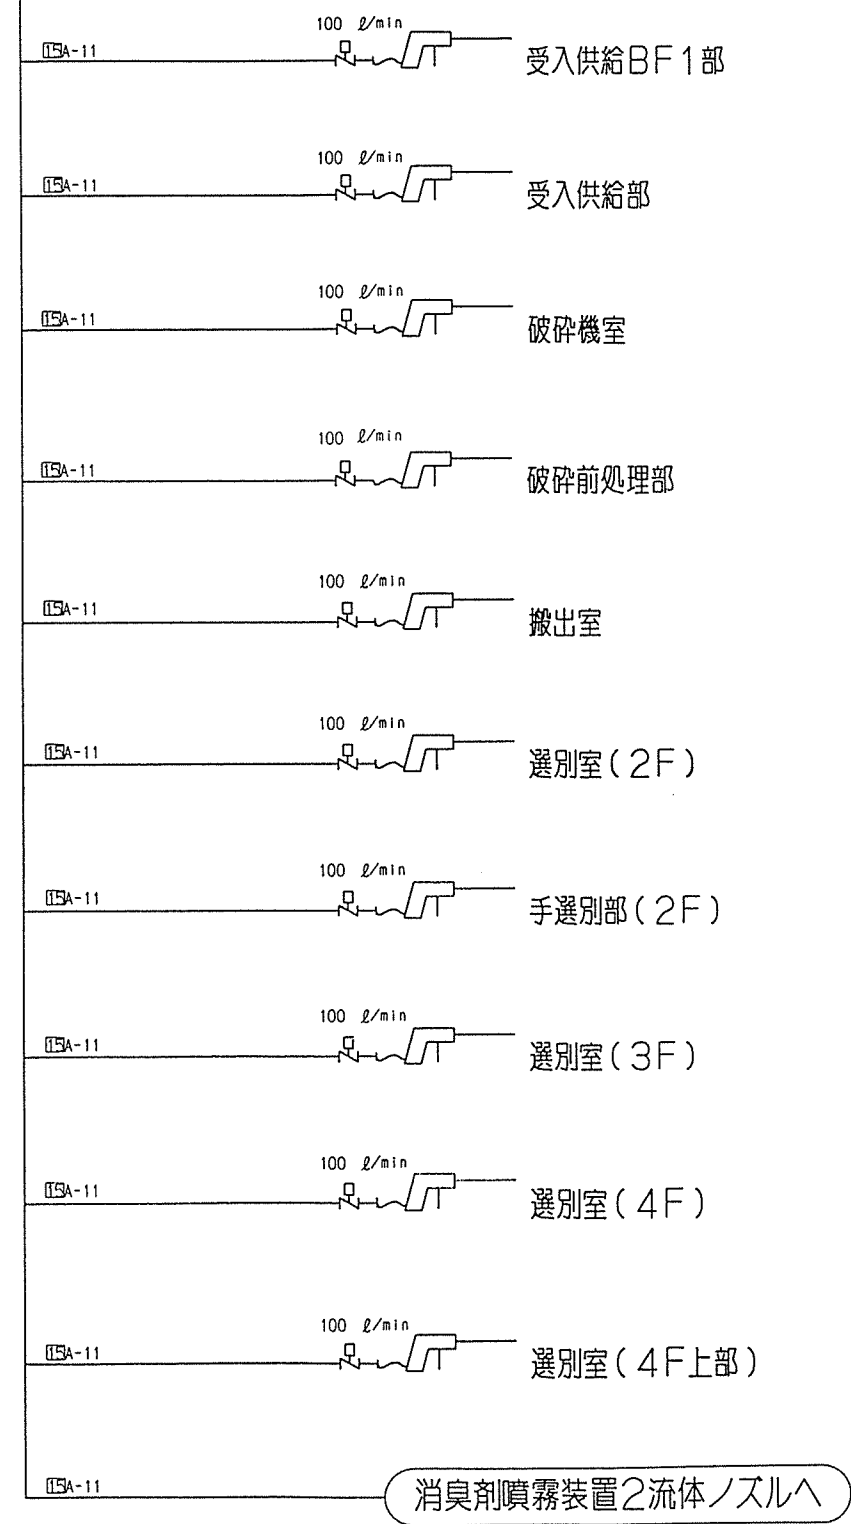 100 ℓ/min
15A-11
受入供給BF1部
100 ℓ/min
15A-11
受入供給部
100 ℓ/min
15A-11
破砕機室
100 ℓ/min
15A-11
破砕前処理部
100 ℓ/min
15A-11
搬出室
100 ℓ/min
15A-11
選別室(2F)
100 ℓ/min
15A-11
手選別部(2F)
100 ℓ/min
15A-11
選別室(3F)
100 ℓ/min
15A-11
選別室(4F)
100 ℓ/min
15A-11
選別室(4F上部)
15A-11
消臭剤噴霧装置2流体ノズルへ